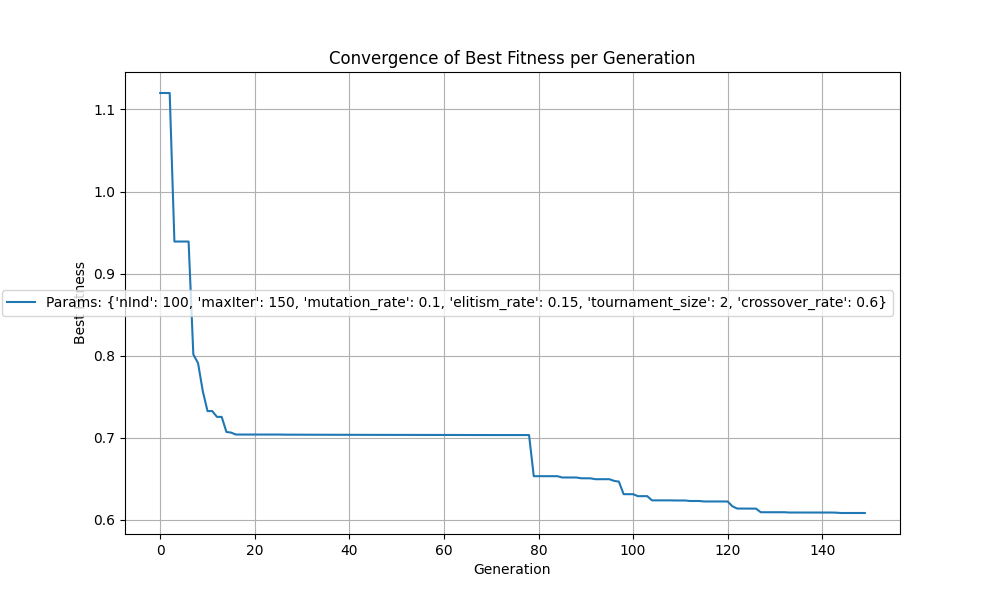 Convergence of Best Fitness per Generation
1.1
1.0
0.9
0.8
0.7
0.6
Best
ness
Params: {'nInd': 100, 'maxIter': 150, 'mutation_rate': 0.1, 'elitism_rate': 0.15, 'tournament_size': 2, 'crossover_rate': 0.6}
0 20 40 60 80 100 120 140
Generation